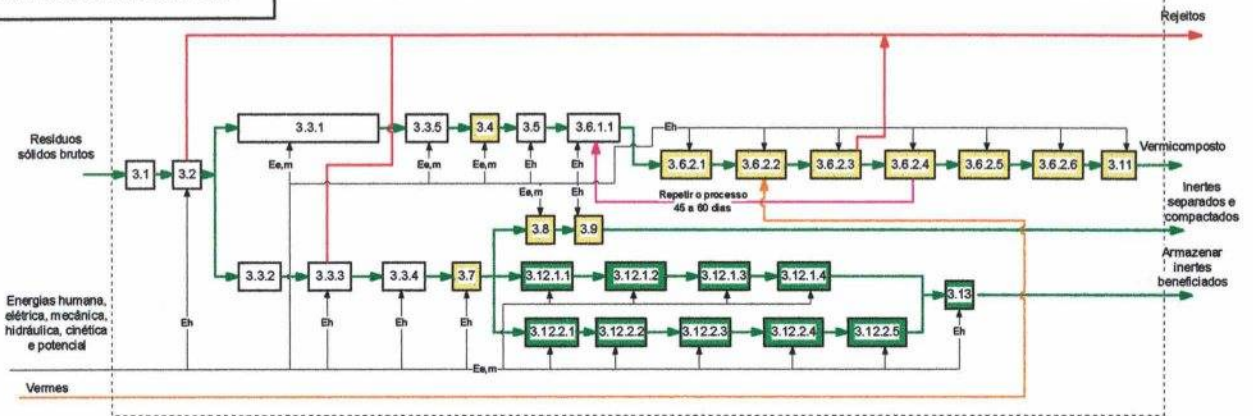 Rejeitos
Resíduos
sólidos brutos
3.1
3.2
3.3.1
3.3.5
3.4
3.5
3.6.1.1
Eh
Ee,m
Ee,m
Ee,m
Eh
Eh
3.6.2.1
3.6.2.2
3.6.2.3
3.6.2.4
3.6.2.5
3.6.2.6
3.11
Vermicomposto
Repetir o processo
45 a 60 dias
Ee,m
Eh
Inertes
separados e
compactados
3.8
3.9
3.3.2
3.3.3
3.3.4
3.7
3.12.1.1
3.12.1.2
3.12.1.3
3.12.1.4
3.13
Armazenar
inertes
beneficiados
Energias humana,
elétrica, mecânica,
hidráulica, cinética
e potencial
Eh
Eh
Eh
Eh
3.12.2.1
3.12.2.2
3.12.2.3
3.12.2.4
3.12.2.5
Eh
Ee,m
Vermes